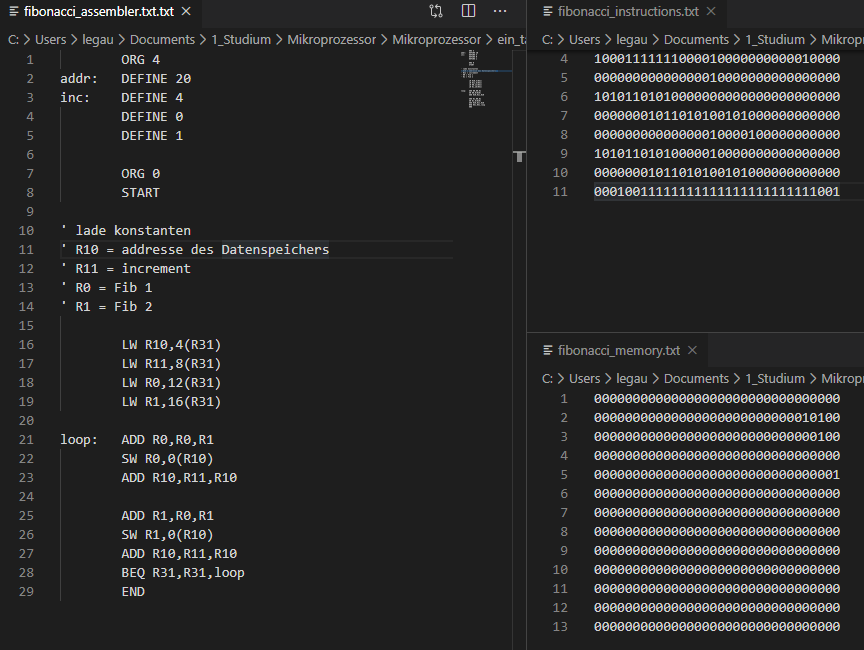 fibonacci_assembler.txt.txt
C: > Users > legau > Documents > 1_Studium > Mikroprozessor > Mikroprozessor > ein_ta
1 ORG 4
2 addr: DEFINE 20
3 inc: DEFINE 4
4 DEFINE 0
5 DEFINE 1
6
7 ORG 0
8 START
9
10 ' lade konstanten
11 ' R10 = addresse des Datenspeichers
12 ' R11 = increment
13 ' R0 = Fib 1
14 ' R1 = Fib 2
15
16 LW R10,4(R31)
17 LW R11,8(R31)
18 LW R0,12(R31)
19 LW R1,16(R31)
20
21 loop: ADD R0,R0,R1
22 SW R0,0(R10)
23 ADD R10,R11,R10
24
25 ADD R1,R0,R1
26 SW R1,0(R10)
27 ADD R10,R11,R10
28 BEQ R31,R31,loop
29 END
fibonacci_instructions.txt
C: > Users > legau > Documents > 1_Studium > Mikropr
4 10001111111000010000000000010000
5 00000000000000010000000000000000
6 10101101010000000000000000000000
7 00000001011010100101000000000000
8 00000000000000010000100000000000
9 10101101010000010000000000000000
10 00000001011010100101000000000000
11 00010011111111111111111111111001
fibonacci_memory.txt
C: > Users > legau > Documents > 1_Studium > Mikropr
1 00000000000000000000000000000000
2 00000000000000000000000000010100
3 00000000000000000000000000000100
4 00000000000000000000000000000000
5 00000000000000000000000000000001
6 00000000000000000000000000000000
7 00000000000000000000000000000000
8 00000000000000000000000000000000
9 00000000000000000000000000000000
10 00000000000000000000000000000000
11 00000000000000000000000000000000
12 00000000000000000000000000000000
13 00000000000000000000000000000000